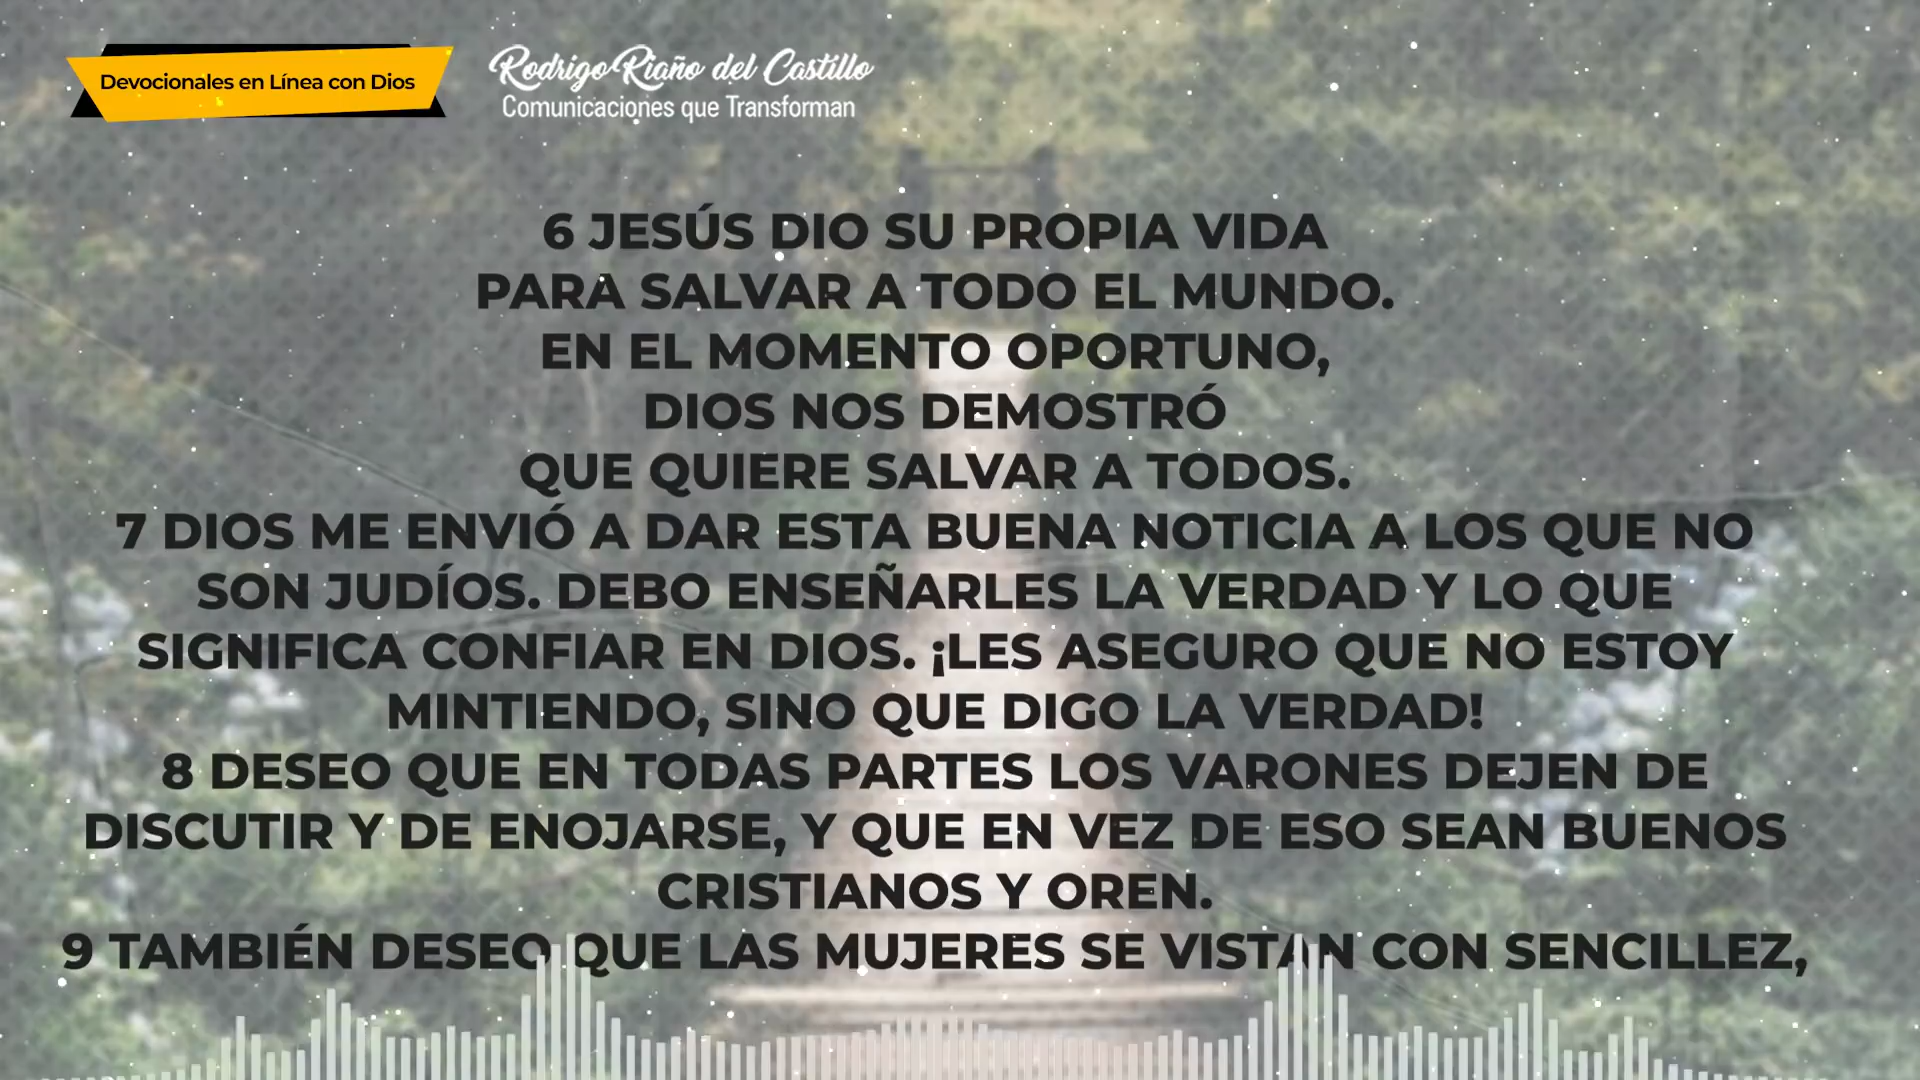 Devocionales en Línea con Dios
Rodrigo Riaño del Castillo
Comunicaciones que Transforman
6 JESÚS DIO SU PROPIA VIDA
PARA SALVAR A TODO EL MUNDO.
EN EL MOMENTO OPORTUNO,
DIOS NOS DEMOSTRÓ
QUE QUIERE SALVAR A TODOS.
7 DIOS ME ENVIÓ A DAR ESTA BUENA NOTICIA A LOS QUE NO
SON JUDÍOS. DEBO ENSEÑARLES LA VERDAD Y LO QUE
SIGNIFICA CONFIAR EN DIOS. ¡LES ASEGURO QUE NO ESTOY
MINTIENDO, SINO QUE DIGO LA VERDAD!
8 DESEO QUE EN TODAS PARTES LOS VARONES DEJEN DE
DISCUTIR Y DE ENOJARSE, Y QUE EN VEZ DE ESO SEAN BUENOS
CRISTIANOS Y OREN.
9 TAMBIÉN DESEO QUE LAS MUJERES SE VISTAN CON SENCILLEZ,